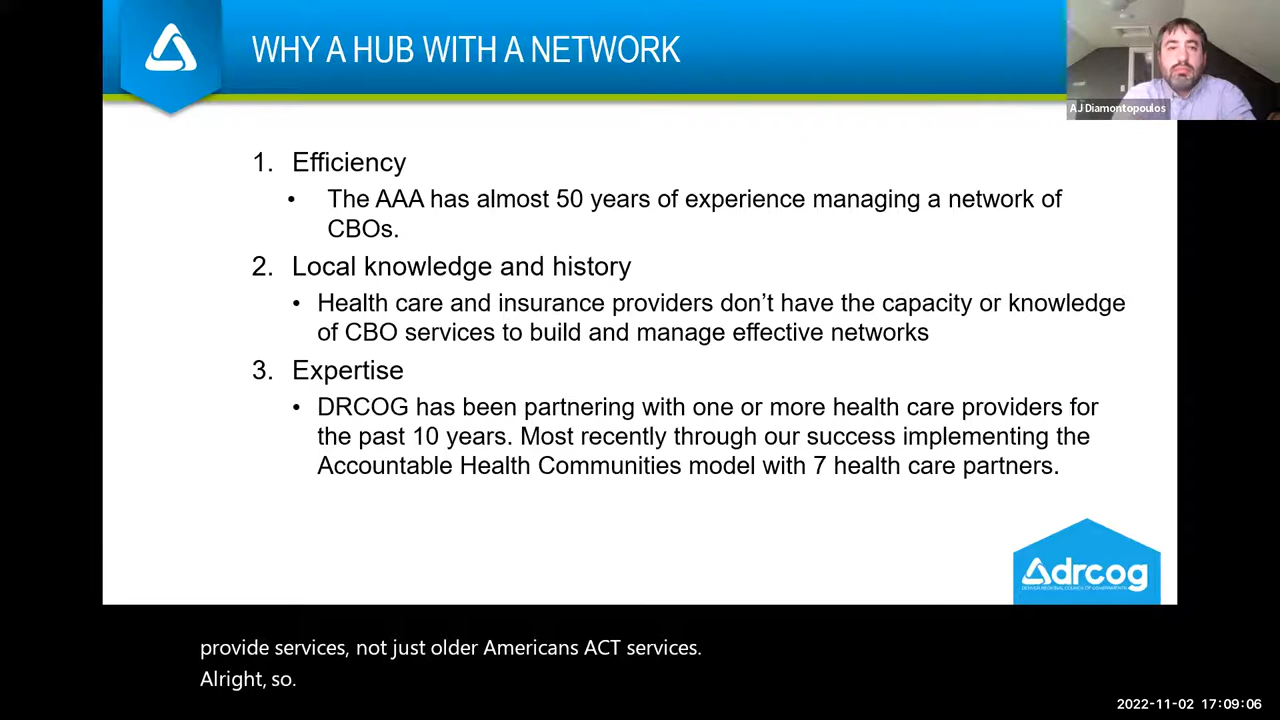 WHY A HUB WITH A NETWORK
AJ Diamontopoulos
1. Efficiency
• The AAA has almost 50 years of experience managing a network of
CBOs.
2. Local knowledge and history
• Health care and insurance providers don’t have the capacity or knowledge
of CBO services to build and manage effective networks
3. Expertise
• DRCOG has been partnering with one or more health care providers for
the past 10 years. Most recently through our success implementing the
Accountable Health Communities model with 7 health care partners.
drcog
DENVER REGIONAL COUNCIL OF GOVERNMENTS
provide services, not just older Americans ACT services.
Alright, so.
2022-11-02 17:09:06